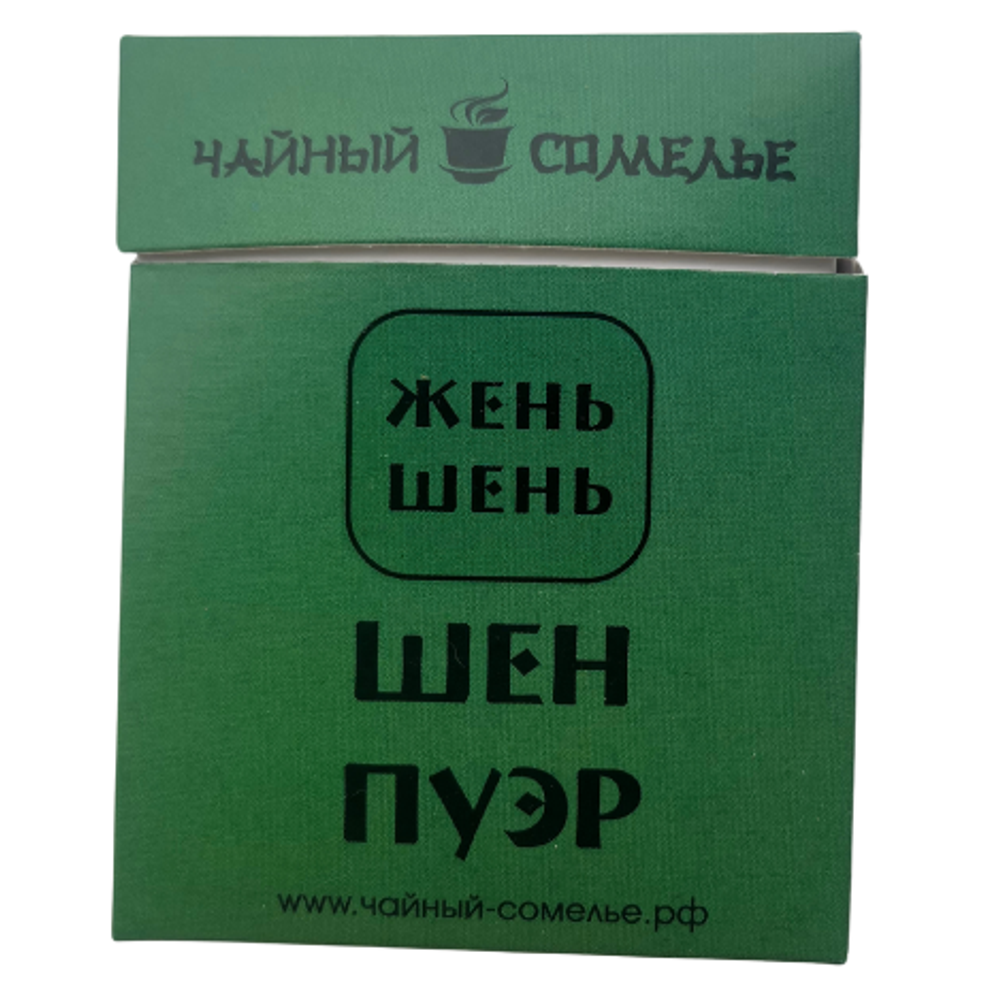 ЧАЙНЫЙ СОМЕЛЬЕ
ЖЕНЬ
ШЕНЬ
ШЕН
ПУЭР
www.чайный-сомелье.рф